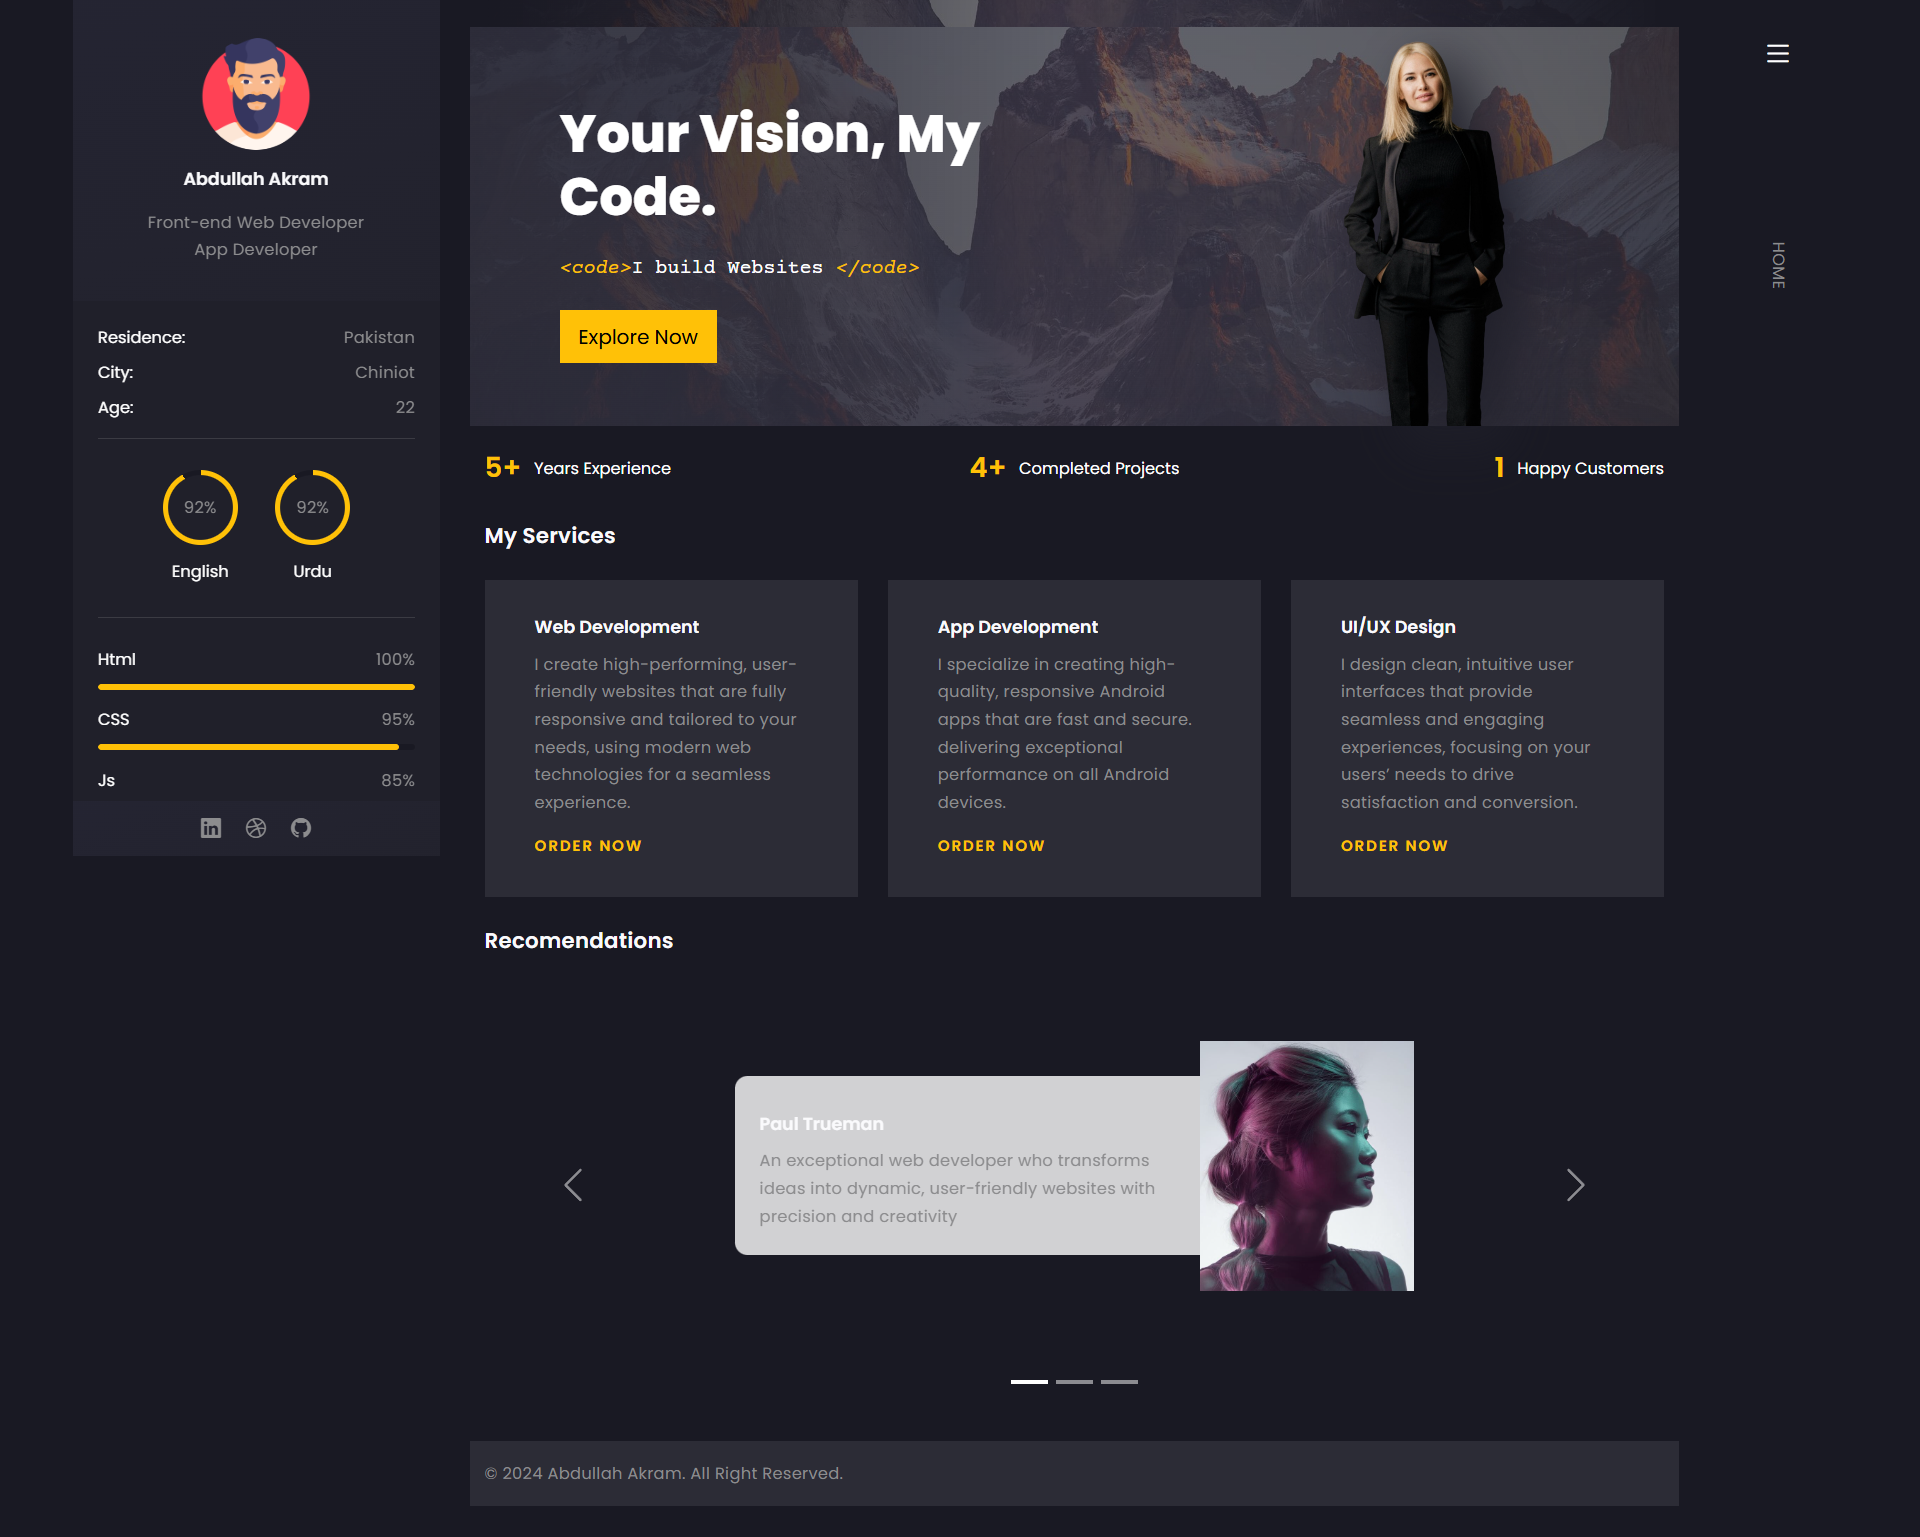 Abdullah Akram
Front-end Web Developer
App Developer
Residence: Pakistan
City: Chiniot
Age: 22
92% 92%
English Urdu
Html 100%
CSS 95%
Js 85%
Your Vision, My
Code.
<code>I build Websites </code>
Explore Now
HOME
5+ Years Experience
4+ Completed Projects
1 Happy Customers
My Services
Web Development
I create high-performing, user-
friendly websites that are fully
responsive and tailored to your
needs, using modern web
technologies for a seamless
experience.
ORDER NOW
App Development
I specialize in creating high-
quality, responsive Android
apps that are fast and secure.
delivering exceptional
performance on all Android
devices.
ORDER NOW
UI/UX Design
I design clean, intuitive user
interfaces that provide
seamless and engaging
experiences, focusing on your
users’ needs to drive
satisfaction and conversion.
ORDER NOW
Recomendations
Paul Trueman
An exceptional web developer who transforms
ideas into dynamic, user-friendly websites with
precision and creativity
© 2024 Abdullah Akram. All Right Reserved.